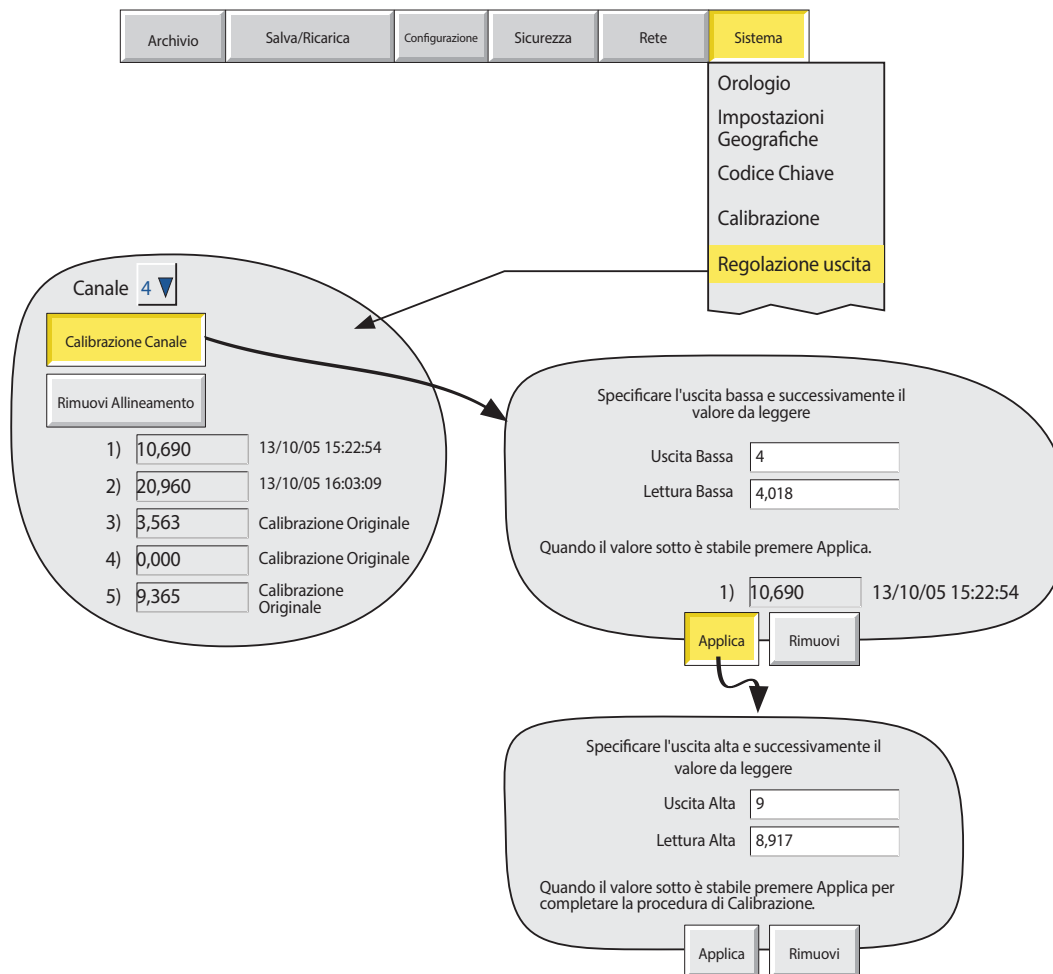 Archivio
Salva/Ricarica
Configurazione
Sicurezza
Rete
Sistema
Orologio
Impostazioni
Geografiche
Codice Chiave
Calibrazione
Regolazione uscita
Canale 4
Calibrazione Canale
Rimuovi Allineamento
1) 10,690 13/10/05 15:22:54
2) 20,960 13/10/05 16:03:09
3) 3,563 Calibrazione Originale
4) 0,000 Calibrazione Originale
5) 9,365 Calibrazione
Originale
Specificare l'uscita bassa e successivamente il
valore da leggere
Uscita Bassa 4
Lettura Bassa 4,018
Quando il valore sotto è stabile premere Applica.
1) 10,690 13/10/05 15:22:54
Applica
Rimuovi
Specificare l'uscita alta e successivamente il
valore da leggere
Uscita Alta 9
Lettura Alta 8,917
Quando il valore sotto è stabile premere Applica per
completare la procedura di Calibrazione.
Applica
Rimuovi